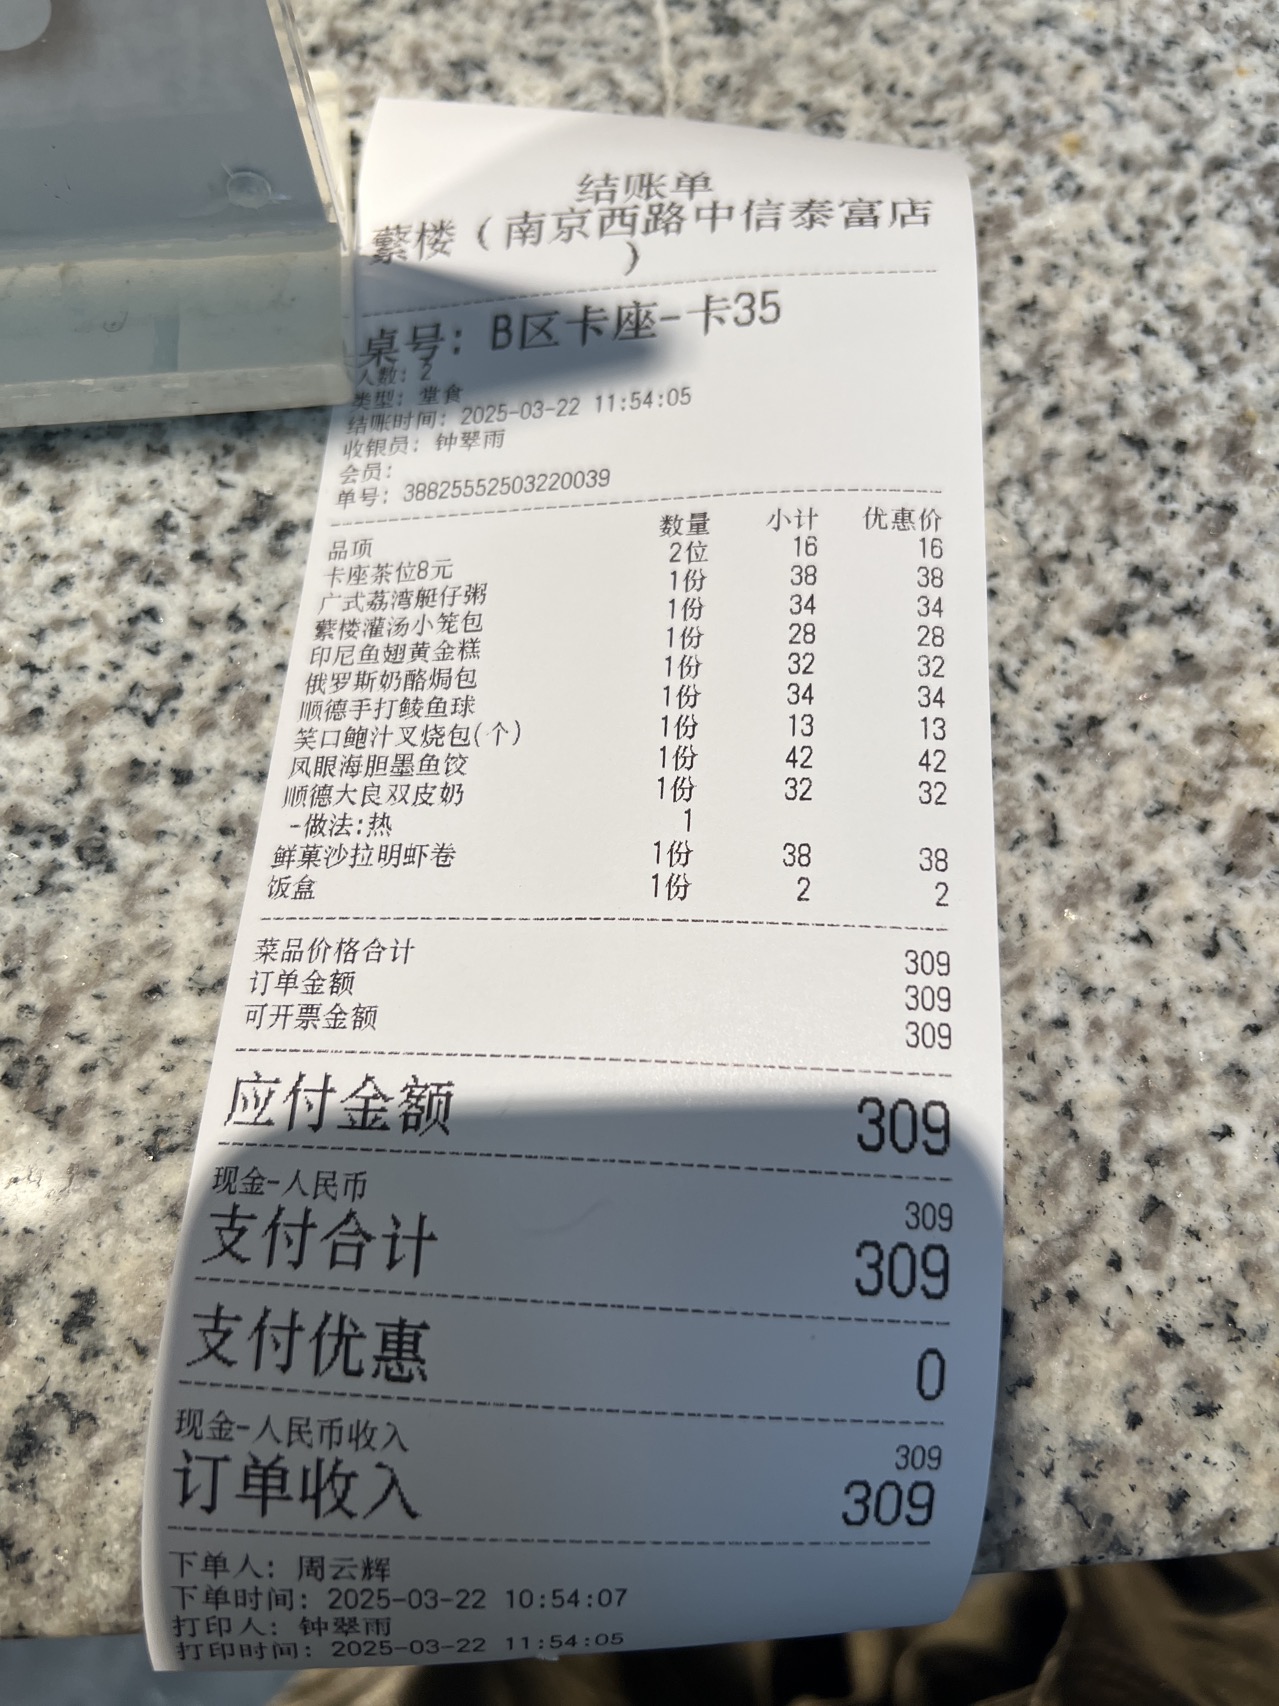 结账单
蘩楼（南京西路中信泰富店
）
桌号：B区卡座-卡35
人数：2
类型：堂食
结账时间：2025-03-22 11:54:05
收银员：钟翠雨
会员：
单号：38825552503220039
品项 数量 小计 优惠价
卡座茶位8元 2位 16 16
广式荔湾艇仔粥 1份 38 38
蘩楼灌汤小笼包 1份 34 34
印尼鱼翅黄金糕 1份 28 28
俄罗斯奶酪焗包 1份 32 32
顺德手打鲮鱼球 1份 34 34
笑口鲍汁叉烧包(个) 1份 13 13
凤眼海胆墨鱼饺 1份 42 42
顺德大良双皮奶 1份 32 32
-做法:热 1
鲜菓沙拉明虾卷 1份 38 38
饭盒 1份 2 2
菜品价格合计 309
订单金额 309
可开票金额 309
应付金额 309
现金-人民币 309
支付合计 309
支付优惠 0
现金-人民币收入 309
订单收入 309
下单人：周云辉
下单时间：2025-03-22 10:54:07
打印人：钟翠雨
打印时间：2025-03-22 11:54:05